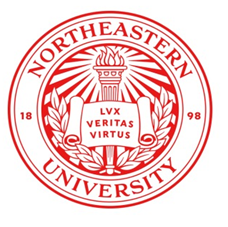 NORTHEASTERN
18 98
LVX
VERITAS
VIRTUS
UNIVERSITY